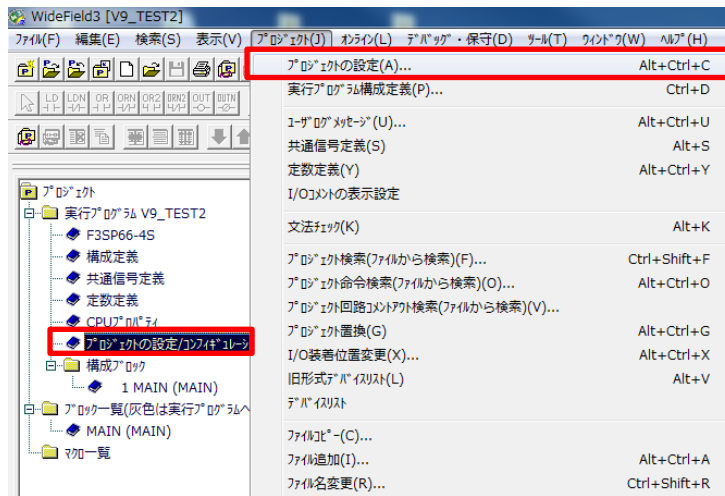 WideField3 [V9_TEST2]
ﾌｧｲﾙ(F) 編集(E) 検索(S) 表示(V) ﾌﾟﾛｼﾞｪｸﾄ(J) ｵﾝﾗｲﾝ(L) ﾃﾞﾊﾞｯｸﾞ・保守(D) ﾂｰﾙ(T) ｳｨﾝﾄﾞｳ(W) ﾍﾙﾌﾟ(H)
LD LDN OR ORN OR2 ORN2 OUT OUTN
ﾌﾟﾛｼﾞｪｸﾄの設定(A)... Alt+Ctrl+C
実行ﾌﾟﾛｸﾞﾗﾑ構成定義(P)... Ctrl+D
ﾕｰｻﾞﾛｸﾞﾒｯｾｰｼﾞ(U)... Alt+Ctrl+U
共通信号定義(S) Alt+S
定数定義(Y) Alt+Ctrl+Y
I/Oｺﾒﾝﾄの表示設定
文法ﾁｪｯｸ(K) Alt+K
ﾌﾟﾛｼﾞｪｸﾄ検索(ﾌｧｲﾙから検索)(F)... Ctrl+Shift+F
ﾌﾟﾛｼﾞｪｸﾄ命令検索(ﾌｧｲﾙから検索)(O)... Alt+Ctrl+O
ﾌﾟﾛｼﾞｪｸﾄ回路ｺﾒﾝﾄｱｳﾄ検索(ﾌｧｲﾙから検索)(V)...
ﾌﾟﾛｼﾞｪｸﾄ置換(G) Alt+Ctrl+G
I/O装着位置変更(X)... Alt+Ctrl+X
旧形式ﾃﾞﾊﾞｲｽﾘｽﾄ(L) Alt+V
ﾃﾞﾊﾞｲｽﾘｽﾄ
ﾌｧｲﾙｺﾋﾟｰ(C)...
ﾌｧｲﾙ追加(I)... Alt+Ctrl+A
ﾌｧｲﾙ名変更(R)... Ctrl+Shift+R
ﾌﾟﾛｼﾞｪｸﾄ
実行ﾌﾟﾛｸﾞﾗﾑ V9_TEST2
F3SP66-4S
構成定義
共通信号定義
定数定義
CPUﾌﾟﾛﾊﾟﾃｨ
ﾌﾟﾛｼﾞｪｸﾄの設定/ｺﾝﾌｨｷﾞｭﾚｰｼ
構成ﾌﾞﾛｯｸ
1 MAIN (MAIN)
ﾌﾞﾛｯｸ一覧(灰色は実行ﾌﾟﾛｸﾞﾗﾑへ
MAIN (MAIN)
ﾏｸﾛ一覧